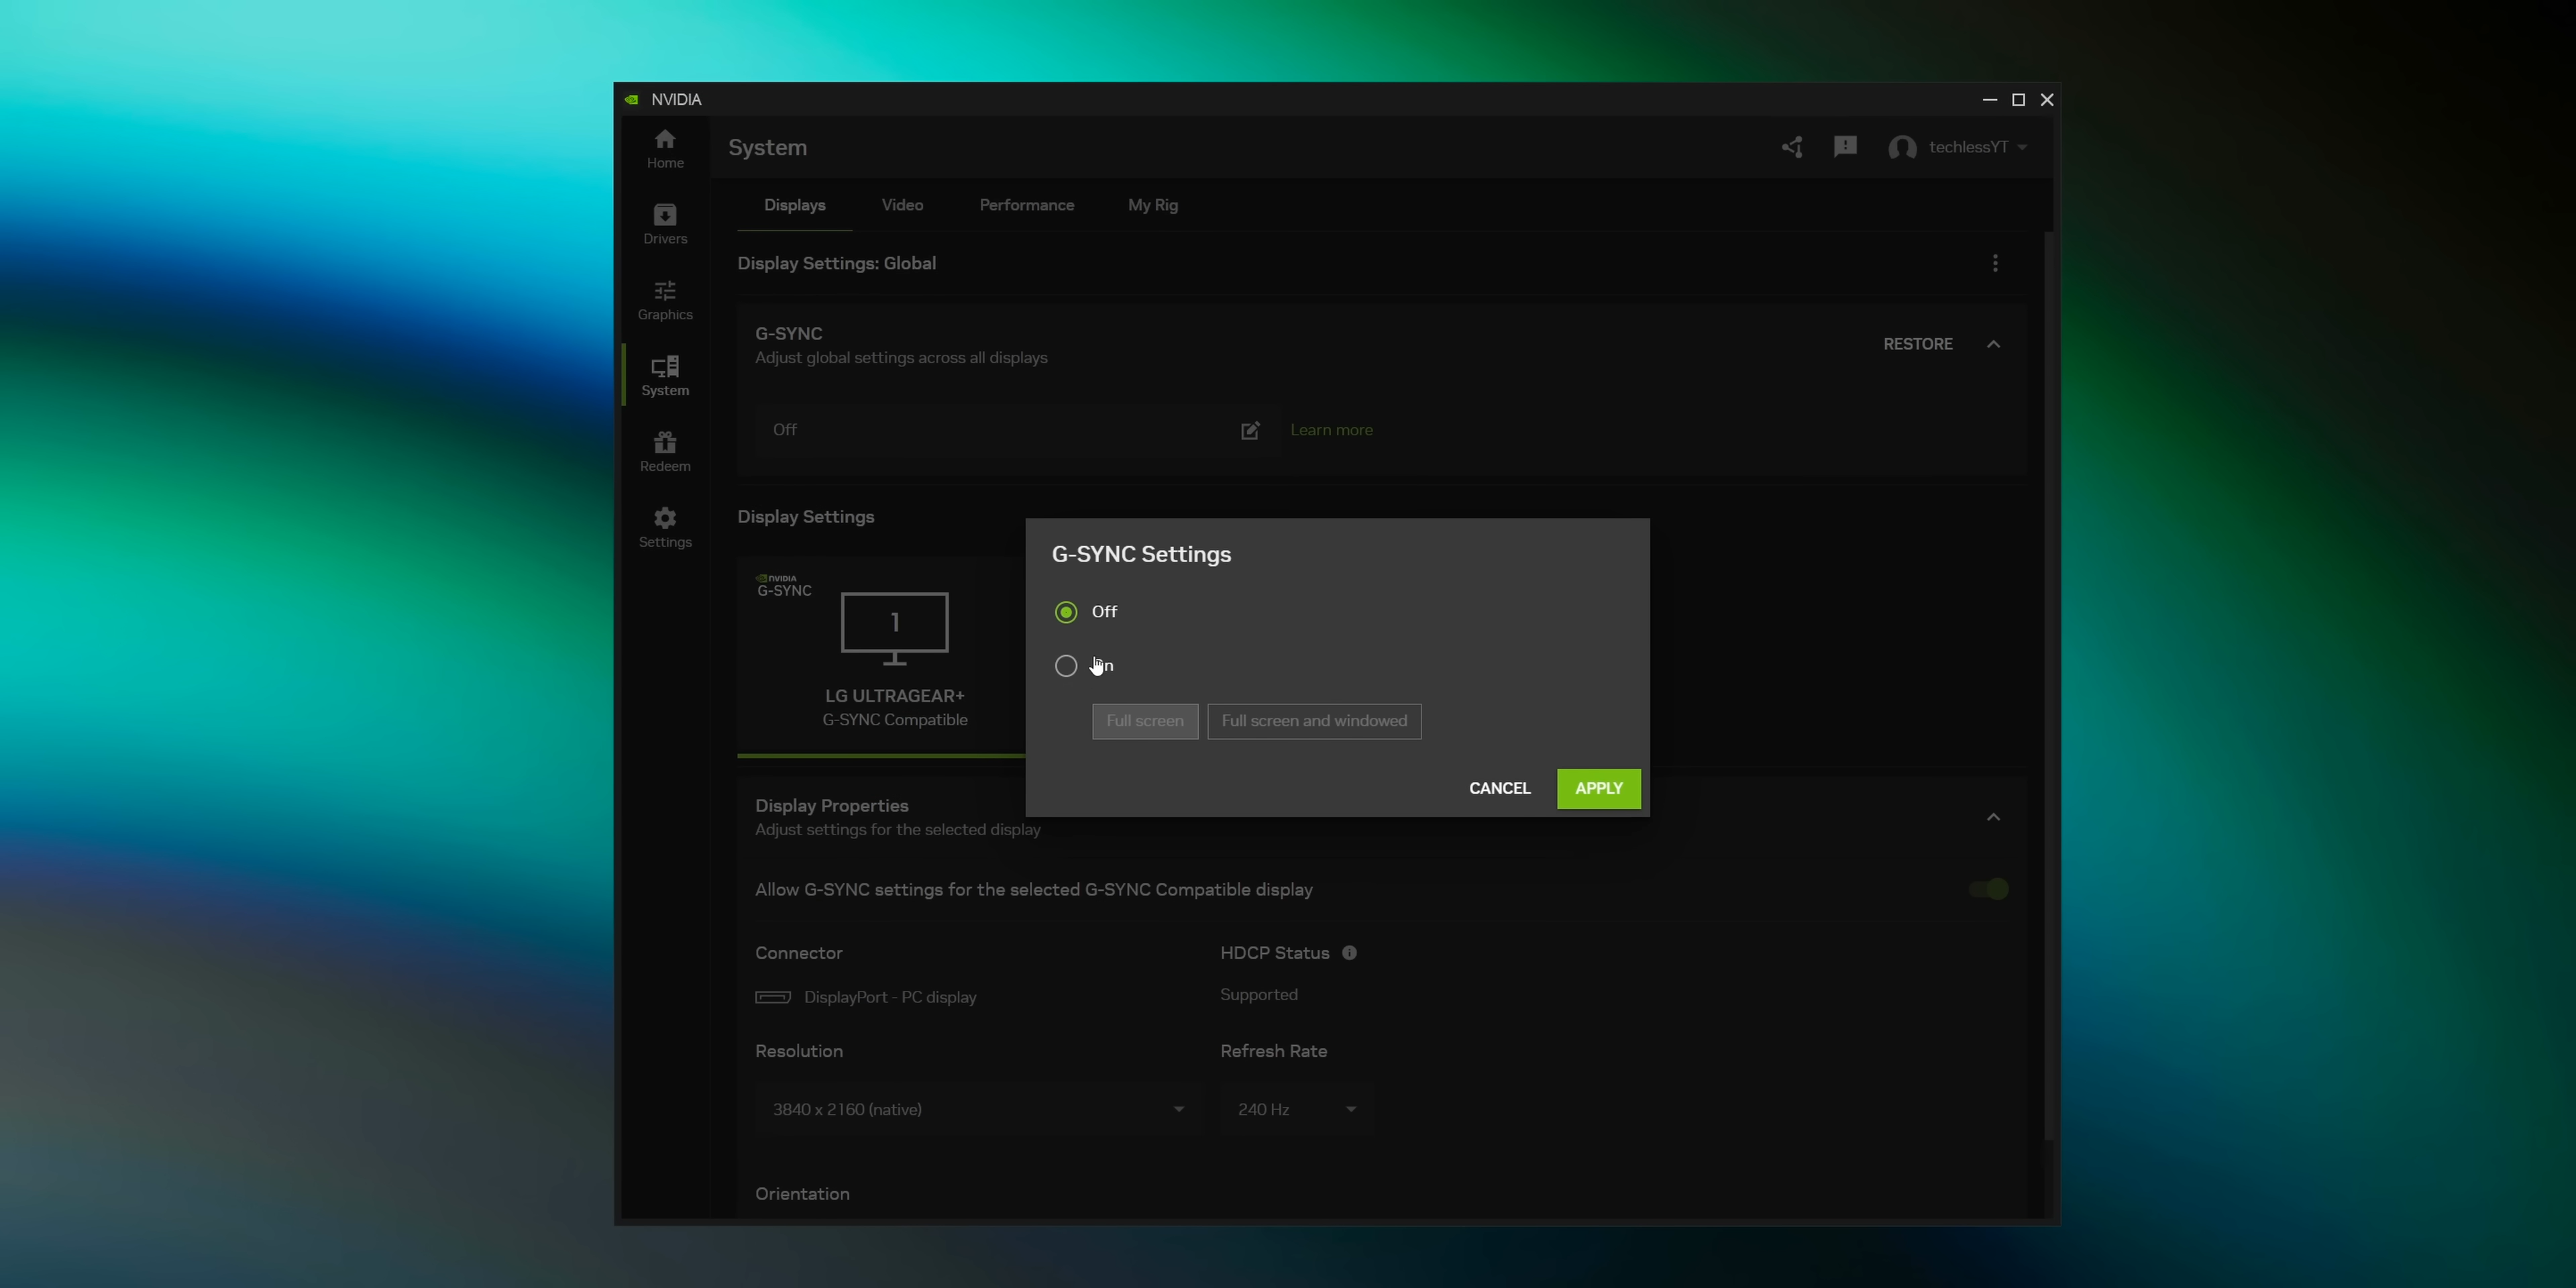 NVIDIA
Home
System
techlessYT
Drivers
Displays
Video
Performance
My Rig
Display Settings: Global
Graphics
G-SYNC
Adjust global settings across all displays
RESTORE
System
Off
Learn more
Redeem
Settings
Display Settings
NVIDIA
G-SYNC
1
LG ULTRAGEAR+
G-SYNC Compatible
G-SYNC Settings
Off
Full screen
Full screen and windowed
CANCEL
APPLY
Display Properties
Adjust settings for the selected display
Allow G-SYNC settings for the selected G-SYNC Compatible display
Connector
HDCP Status
DisplayPort - PC display
Supported
Resolution
Refresh Rate
3840 x 2160 (native)
240 Hz
Orientation